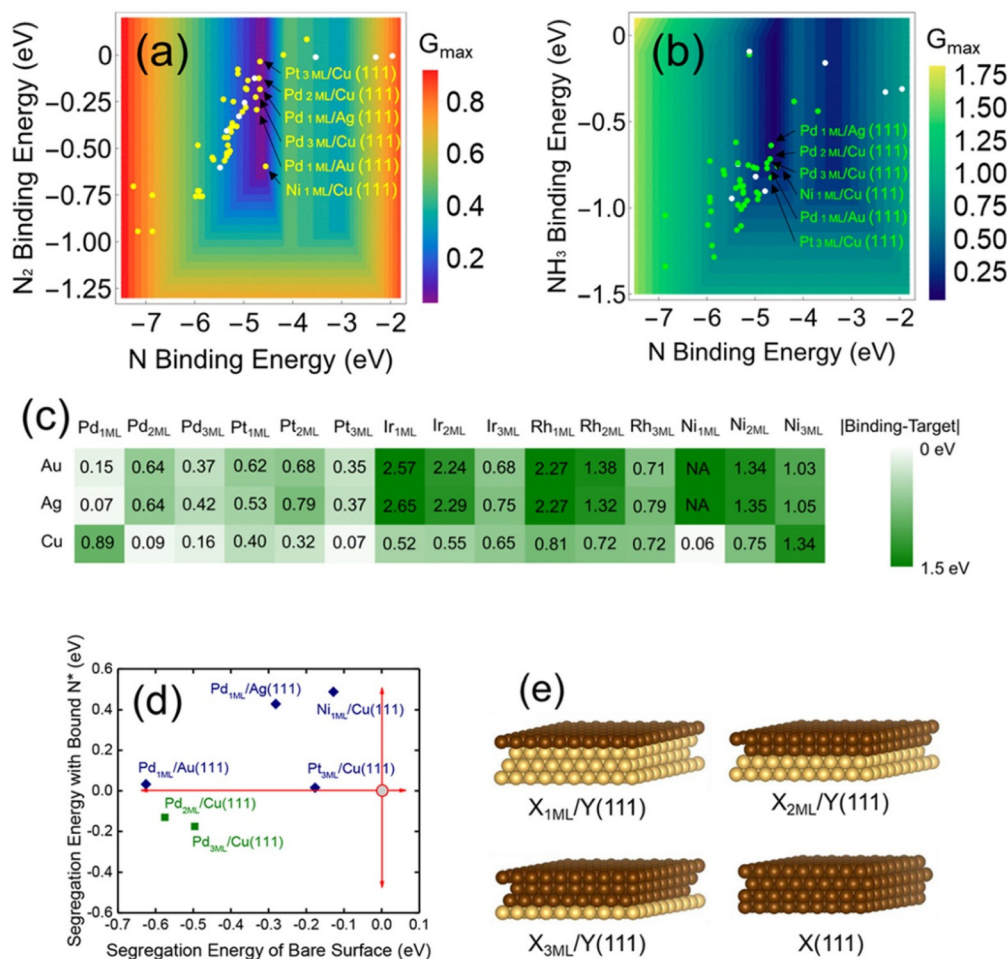 (a)
N₂ Binding Energy (eV)
0
−0.25
−0.50
−0.75
−1.00
−1.25
−7 −6 −5 −4 −3 −2
N Binding Energy (eV)
Pt 3 ML/Cu (111)
Pd 2 ML/Cu (111)
Pd 1 ML/Ag (111)
Pd 3 ML/Cu (111)
Pd 1 ML/Au (111)
Ni 1 ML/Cu (111)
Gmax
0.8
0.6
0.4
0.2
(b)
NH₃ Binding Energy (eV)
0
−0.5
−1.0
−1.5
−7 −6 −5 −4 −3 −2
N Binding Energy (eV)
Pd 1 ML/Ag (111)
Pd 2 ML/Cu (111)
Pd 3 ML/Cu (111)
Ni 1 ML/Cu (111)
Pd 1 ML/Au (111)
Pt 3 ML/Cu (111)
Gmax
1.75
1.50
1.25
1.00
0.75
0.50
0.25
(c)
Pd1ML Pd2ML Pd3ML Pt1ML Pt2ML Pt3ML Ir1ML Ir2ML Ir3ML Rh1ML Rh2ML Rh3ML Ni1ML Ni2ML Ni3ML
Au 0.15 0.64 0.37 0.62 0.68 0.35 2.57 2.24 0.68 2.27 1.38 0.71 NA 1.34 1.03
Ag 0.07 0.64 0.42 0.53 0.79 0.37 2.65 2.29 0.75 2.27 1.32 0.79 NA 1.35 1.05
Cu 0.89 0.09 0.16 0.40 0.32 0.07 0.52 0.55 0.65 0.81 0.72 0.72 0.06 0.75 1.34
|Binding-Target|
0 eV
1.5 eV
(d)
Segregation Energy with Bound N* (eV)
0.6
0.4
0.2
0.0
-0.2
-0.4
-0.6
Pd1ML/Ag(111)
Ni1ML/Cu(111)
Pd1ML/Au(111)
Pt3ML/Cu(111)
Pd2ML/Cu(111)
Pd3ML/Cu(111)
-0.7 -0.6 -0.5 -0.4 -0.3 -0.2 -0.1 0.0 0.1
Segregation Energy of Bare Surface (eV)
(e)
X1ML/Y(111)
X2ML/Y(111)
X3ML/Y(111)
X(111)